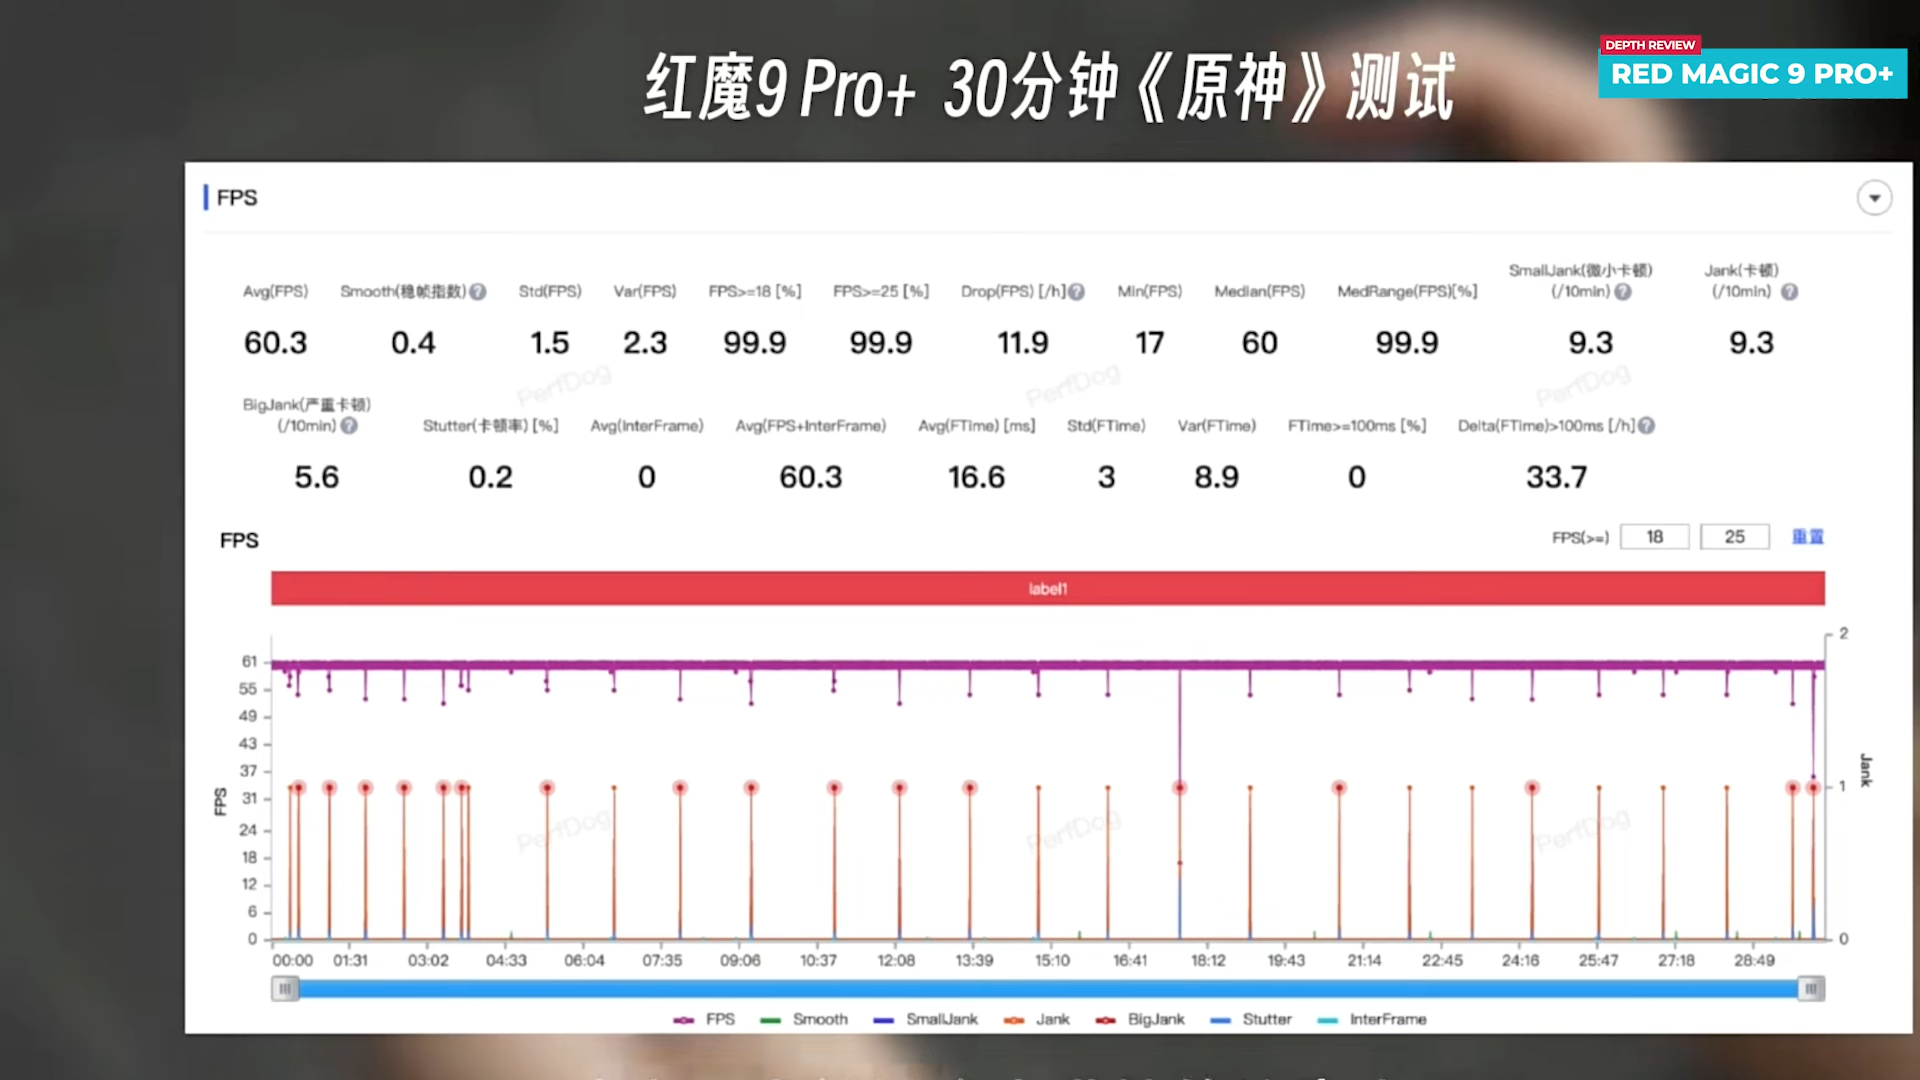 红魔9 Pro+ 30分钟《原神》测试
DEPTH REVIEW
RED MAGIC 9 PRO+
FPS
Avg(FPS) Smooth(稳帧指数) ? Std(FPS) Var(FPS) FPS>=18 [%] FPS>=25 [%] Drop(FPS) [/h] ? Min(FPS) Median(FPS) MedRange(FPS)[%] SmallJank(微小卡顿) (/10min) ? Jank(卡顿) (/10min) ?
60.3 0.4 1.5 2.3 99.9 99.9 11.9 17 60 99.9 9.3 9.3
PerfDog PerfDog PerfDog
BigJank(严重卡顿) (/10min) ? Stutter(卡顿率) [%] Avg(InterFrame) Avg(FPS+InterFrame) Avg(FTime) [ms] Std(FTime) Var(FTime) FTime>=100ms [%] Delta(FTime)>100ms [/h] ?
5.6 0.2 0 60.3 16.6 3 8.9 0 33.7
FPS
FPS(>=) 18 25 重置
label1
2
61
55
49
43
37
31
24
18
12
6
0
FPS
1
0
Jank
PerfDog PerfDog PerfDog
00:00 01:31 03:02 04:33 06:04 07:35 09:06 10:37 12:08 13:39 15:10 16:41 18:12 19:43 21:14 22:45 24:16 25:47 27:18 28:49
FPS Smooth SmallJank Jank BigJank Stutter InterFrame